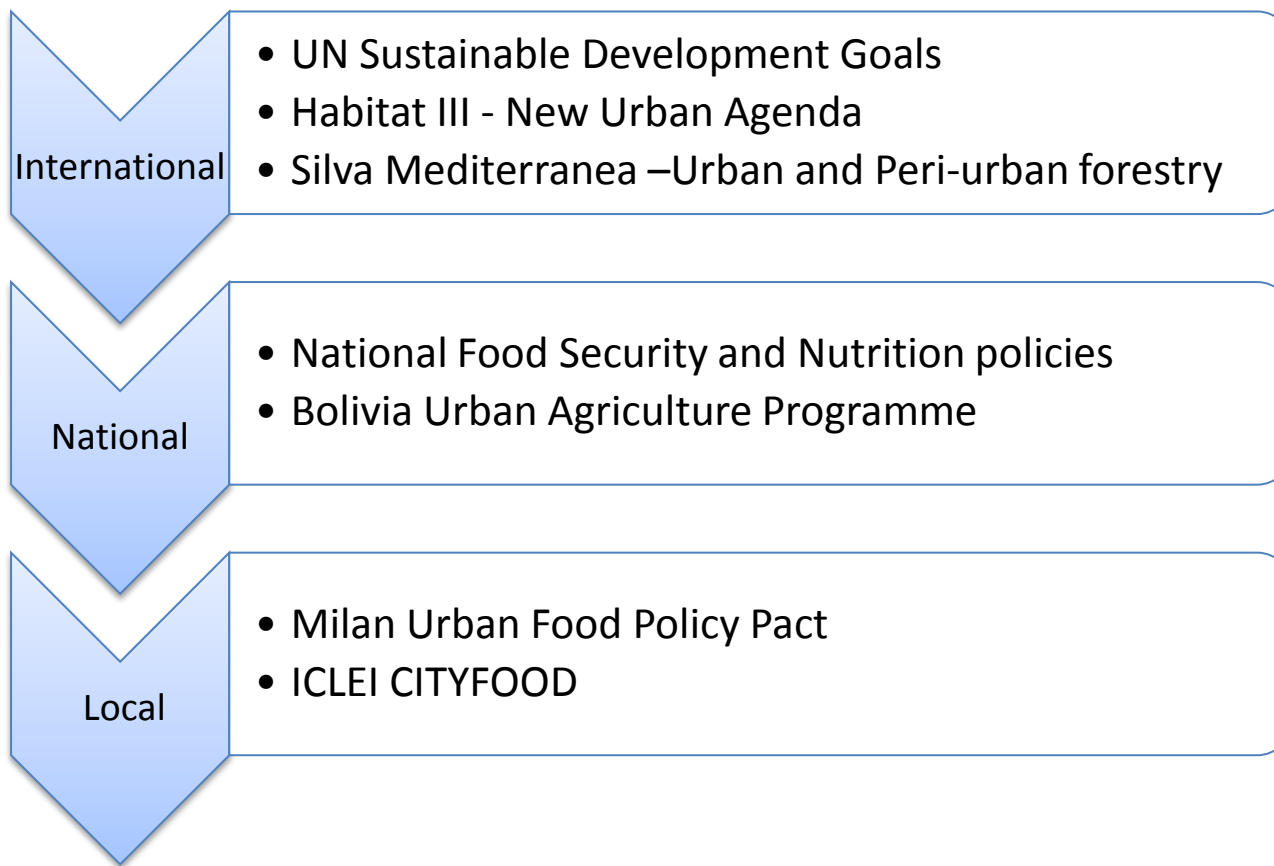 International
• UN Sustainable Development Goals
• Habitat III - New Urban Agenda
• Silva Mediterranea –Urban and Peri-urban forestry
National
• National Food Security and Nutrition policies
• Bolivia Urban Agriculture Programme
Local
• Milan Urban Food Policy Pact
• ICLEI CITYFOOD